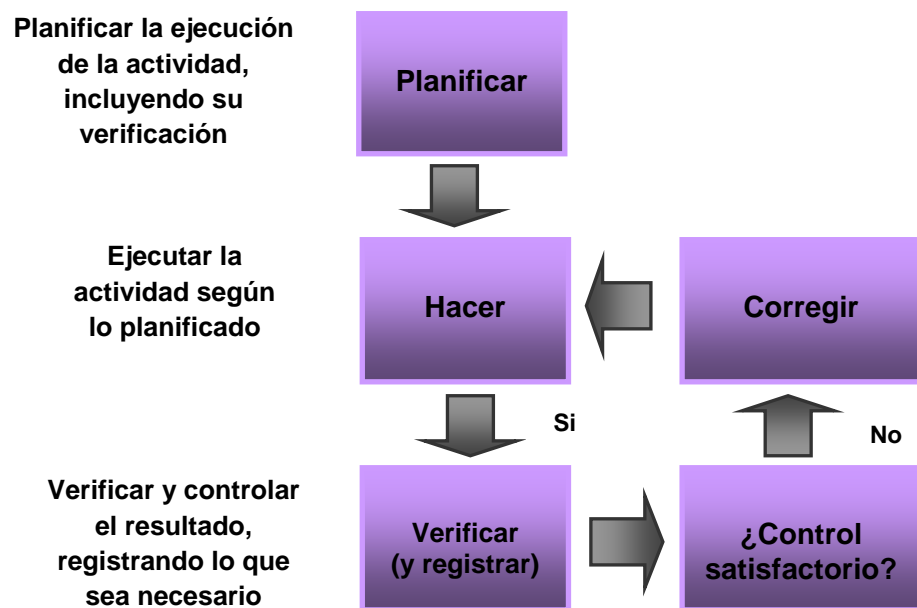 Planificar la ejecución
de la actividad,
incluyendo su
verificación
Planificar
Ejecutar la
actividad según
lo planificado
Hacer
Corregir
Si
No
Verificar y controlar
el resultado,
registrando lo que
sea necesario
Verificar
(y registrar)
¿Control
satisfactorio?